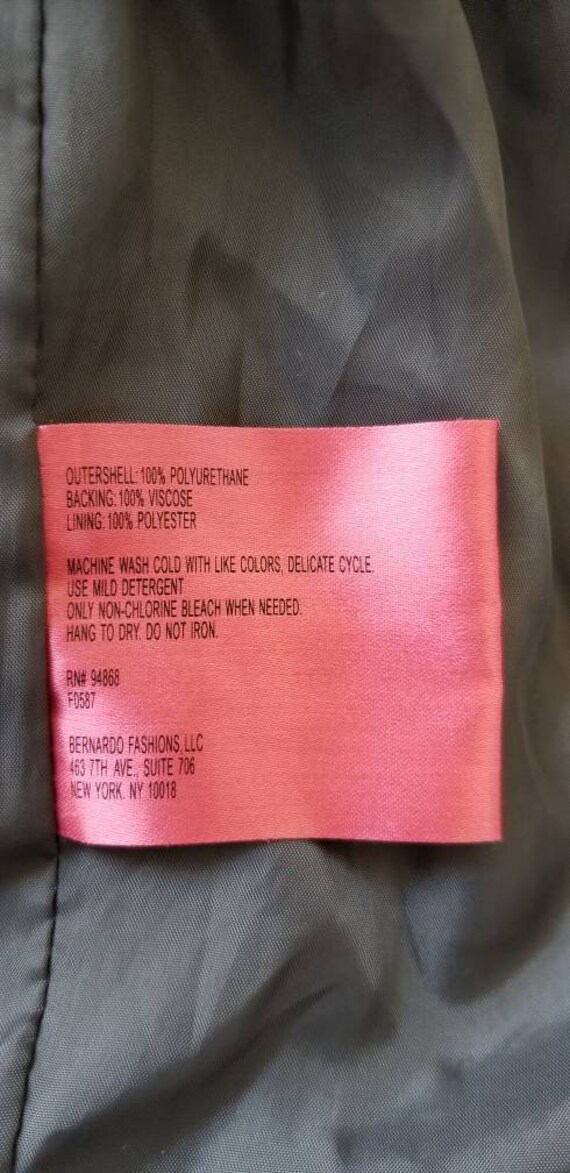 OUTERSHELL: 100% POLYURETHANE
BACKING: 100% VISCOSE
LINING: 100% POLYESTER
MACHINE WASH COLD WITH LIKE COLORS, DELICATE CYCLE.
USE MILD DETERGENT
ONLY NON-CHLORINE BLEACH WHEN NEEDED.
HANG TO DRY. DO NOT IRON.
RN# 94868
F0587
BERNARDO FASHIONS, LLC
463 7TH AVE., SUITE 706
NEW YORK. NY 10018